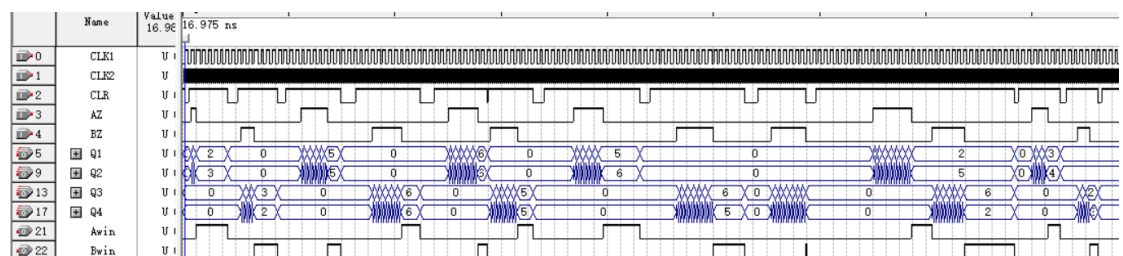 Name Value 16.975 ns
16.98
0 CLK1 U
1 CLK2 U
2 CLR U
3 AZ U
4 BZ U
5 Q1 U 2 0 5 0 6 0 5 0 2 0 3
9 Q2 U 3 0 5 0 6 0 6 0 5 0 4
13 Q3 U 0 3 0 6 0 5 0 6 0 0 6 0 2
17 Q4 U 0 2 0 6 0 5 0 5 0 0 2 0
21 Awin U
22 Bwin U